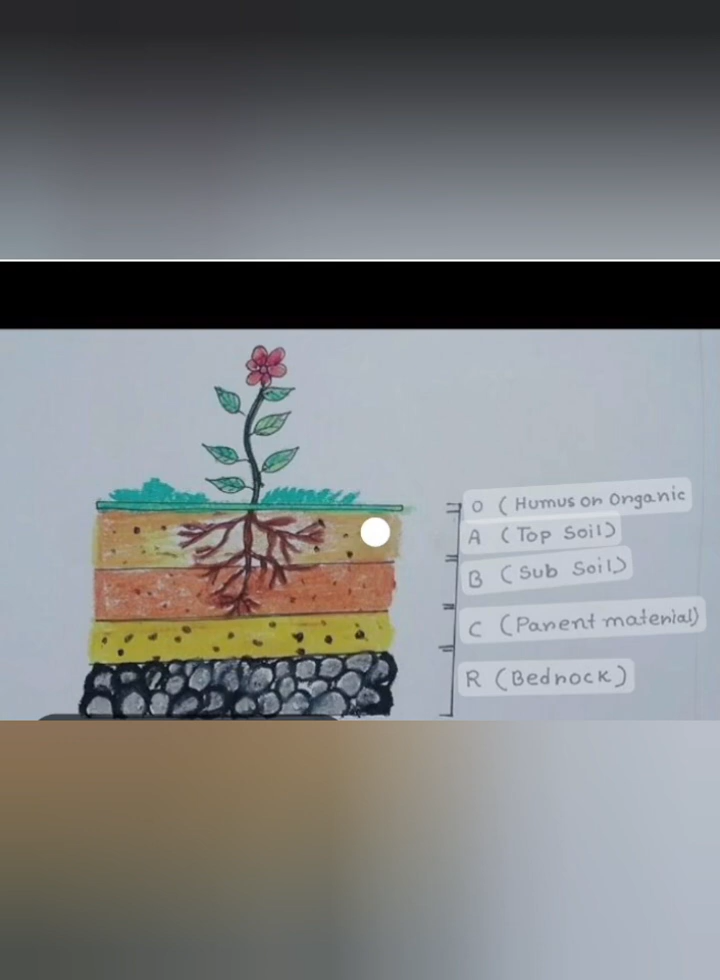 O (Humus or Organic
A (Top Soil)
B (Sub Soil)
C (Parent material)
R (Bedrock)